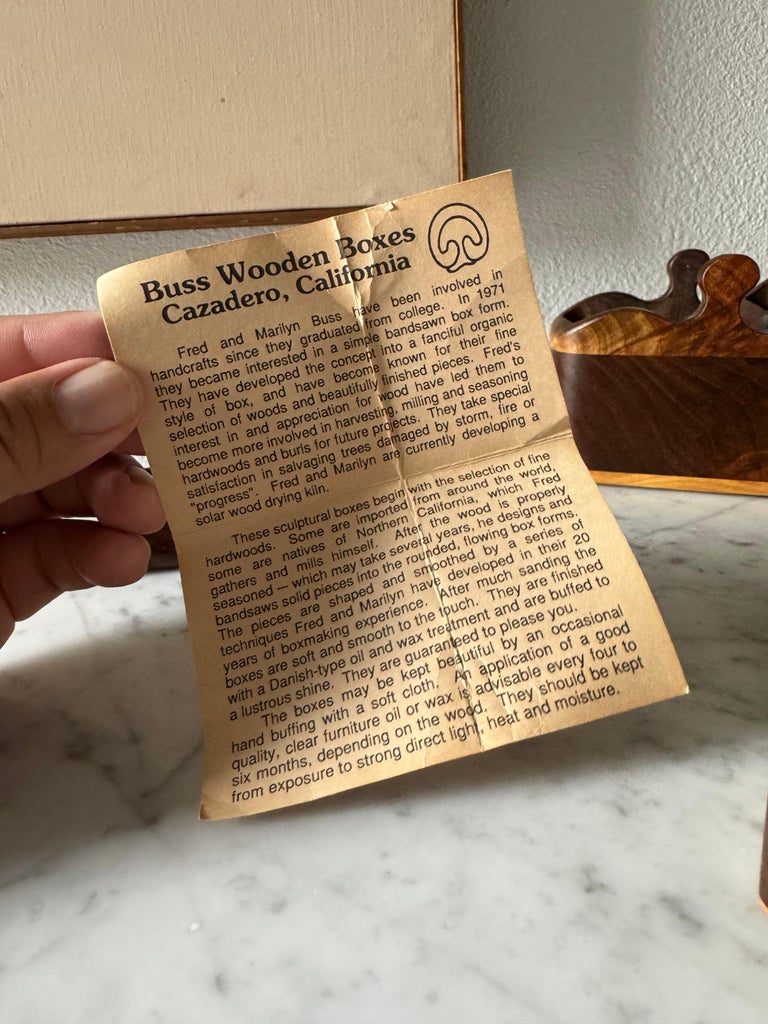 Buss Wooden Boxes
Cazadero, California
Fred and Marilyn Buss have been involved in
handcrafts since they graduated from college. In 1971
they became interested in a simple bandsawn box form.
They have developed the concept into a fanciful organic
style of box, and have become known for their fine
selection of woods and beautifully finished pieces. Fred's
interest in and appreciation for wood have led them to
become more involved in harvesting, milling and seasoning
hardwoods and burls for future projects. They take special
satisfaction in salvaging trees damaged by storm, fire or
"progress". Fred and Marilyn are currently developing a
solar wood drying kiln.
These sculptural boxes begin with the selection of fine
hardwoods. Some are imported from around the world,
some are natives of Northern California, which Fred
gathers and mills himself. After the wood is properly
seasoned — which may take several years, he designs and
bandsaws solid pieces into the rounded, flowing box forms.
The pieces are shaped and smoothed by a series of
techniques Fred and Marilyn have developed in their 20
years of boxmaking experience. After much sanding the
boxes are soft and smooth to the touch. They are finished
with a Danish-type oil and wax treatment and are buffed to
a lustrous shine. They are guaranteed to please you.
The boxes may be kept beautiful by an occasional
hand buffing with a soft cloth. An application of a good
quality, clear furniture oil or wax is advisable every four to
six months, depending on the wood. They should be kept
from exposure to strong direct light, heat and moisture.